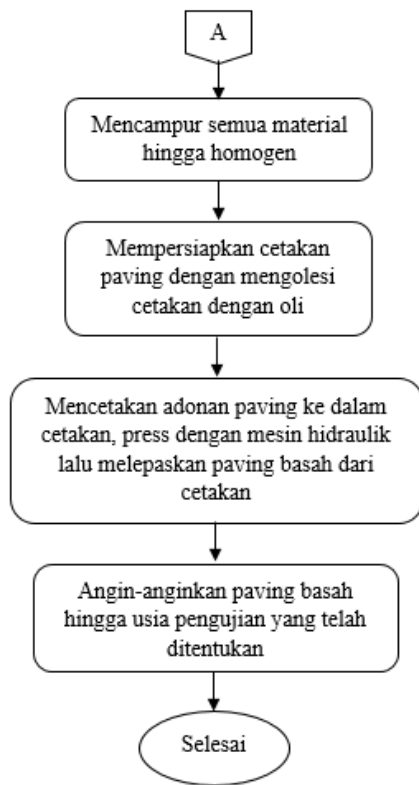 A
Mencampur semua material
hingga homogen
Mempersiapkan cetakan
paving dengan mengolesi
cetakan dengan oli
Mencetakan adonan paving ke dalam
cetakan, press dengan mesin hidraulik
lalu melepaskan paving basah dari
cetakan
Angin-anginkan paving basah
hingga usia pengujian yang telah
ditentukan
Selesai